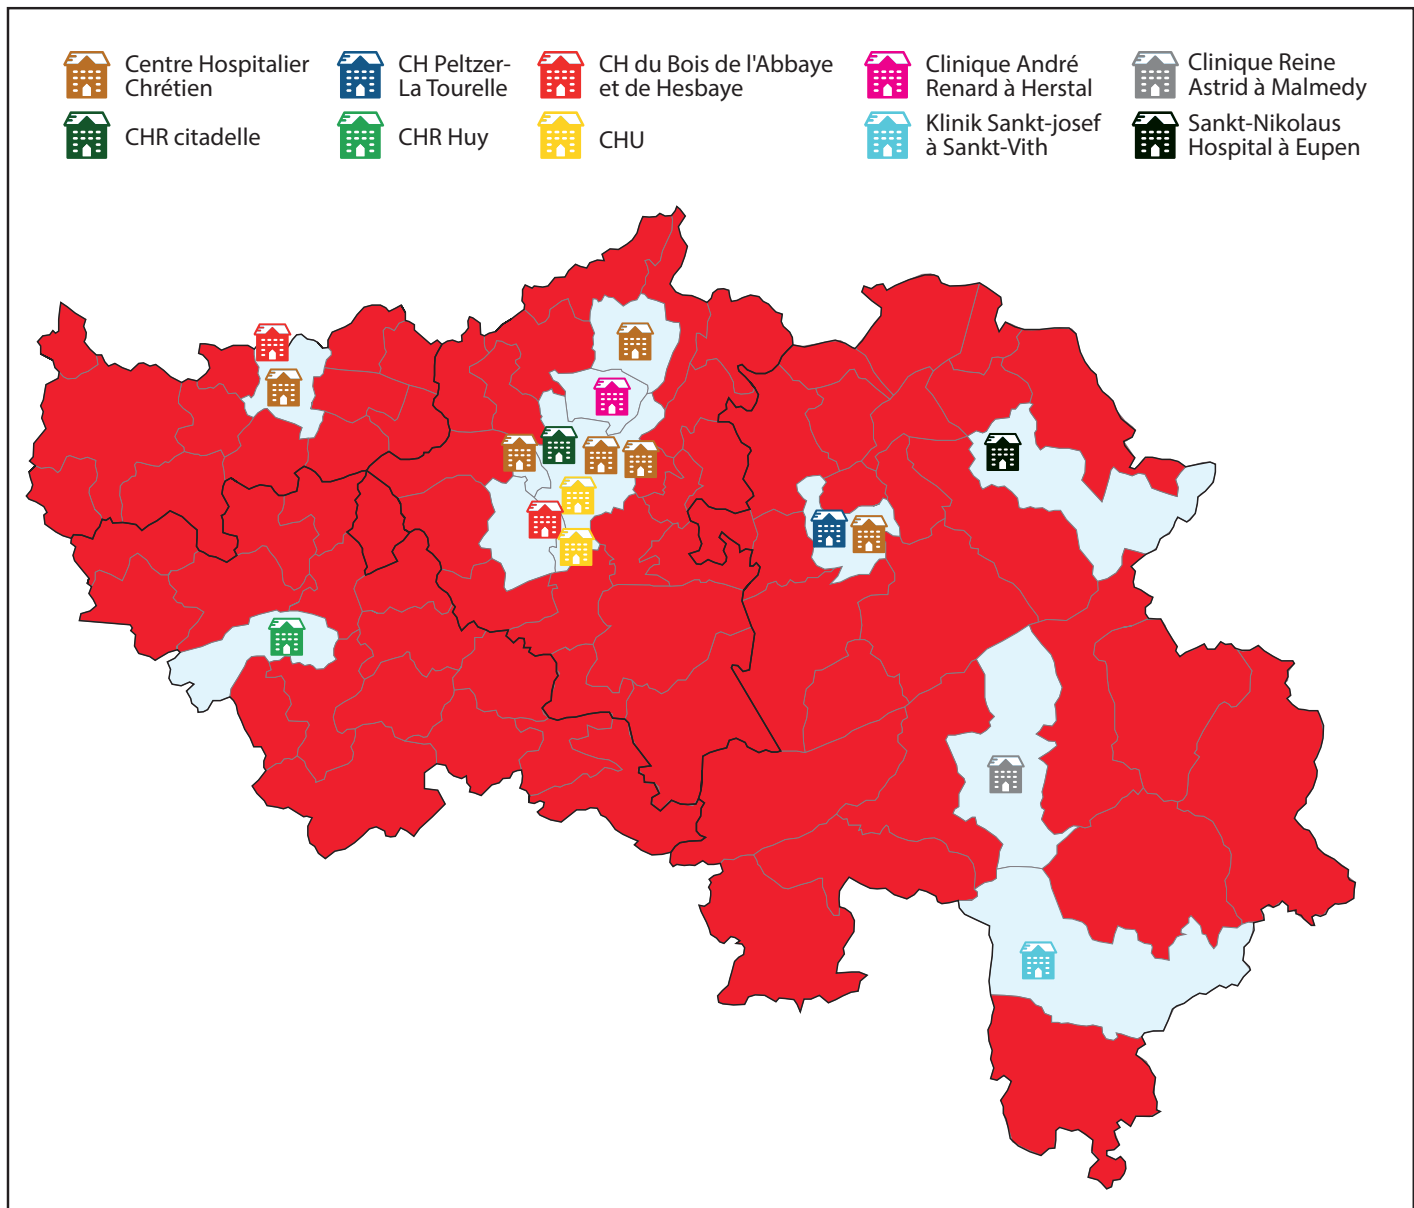 Centre Hospitalier
Chrétien
CH Peltzer-
La Tourelle
CH du Bois de l'Abbaye
et de Hesbaye
Clinique André
Renard à Herstal
Clinique Reine
Astrid à Malmedy
CHR citadelle
CHR Huy
CHU
Klinik Sankt-josef
à Sankt-Vith
Sankt-Nikolaus
Hospital à Eupen